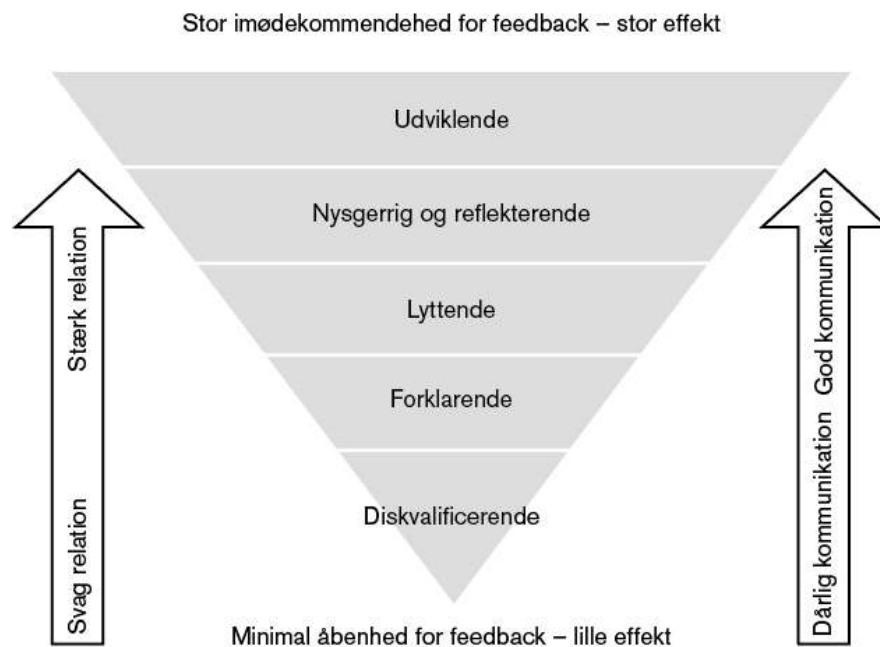 Stor imødekommendehed for feedback – stor effekt
Udviklende
Nysgerrig og reflekterende
Lyttende
Forklarende
Diskvalificerende
Svag relation Stærk relation
Dårlig kommunikation God kommunikation
Minimal åbenhed for feedback – lille effekt